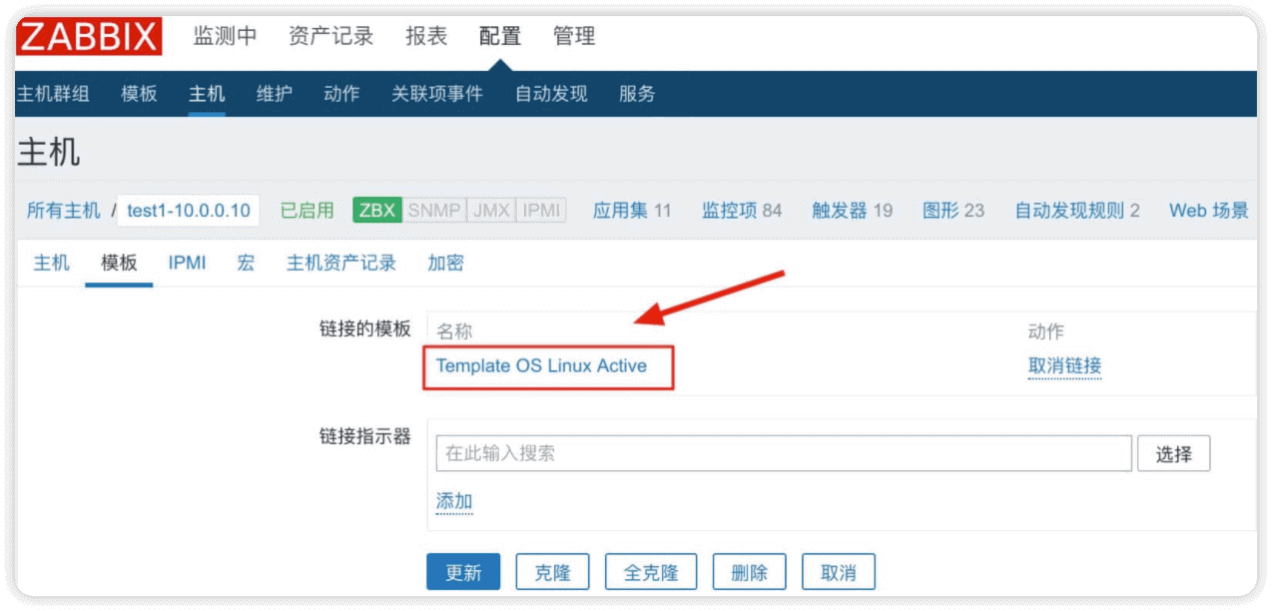 ZABBIX 监测中 资产记录 报表 配置 管理
主机群组 模板 主机 维护 动作 关联项事件 自动发现 服务
主机
所有主机 / test1-10.0.0.10 已启用 ZBX SNMP JMX IPMI 应用集 11 监控项 84 触发器 19 图形 23 自动发现规则 2 Web 场景
主机 模板 IPMI 宏 主机资产记录 加密
链接的模板 名称 动作
Template OS Linux Active 取消链接
链接指示器
在此输入搜索 选择
添加
更新 克隆 全克隆 删除 取消